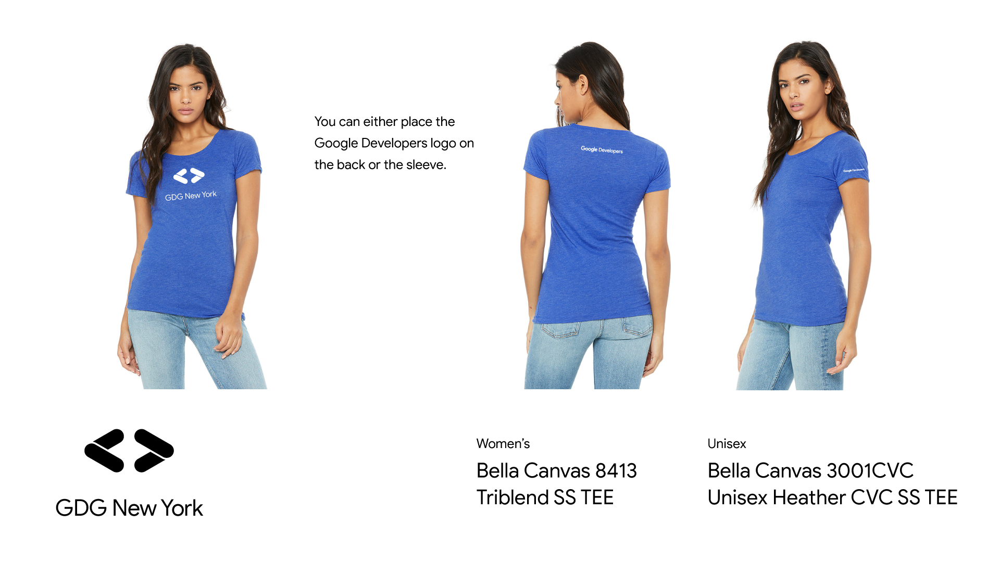 GDG New York
You can either place the
Google Developers logo on
the back or the sleeve.
Google Developers
Google Developers
GDG New York
Women’s
Bella Canvas 8413
Triblend SS TEE
Unisex
Bella Canvas 3001CVC
Unisex Heather CVC SS TEE